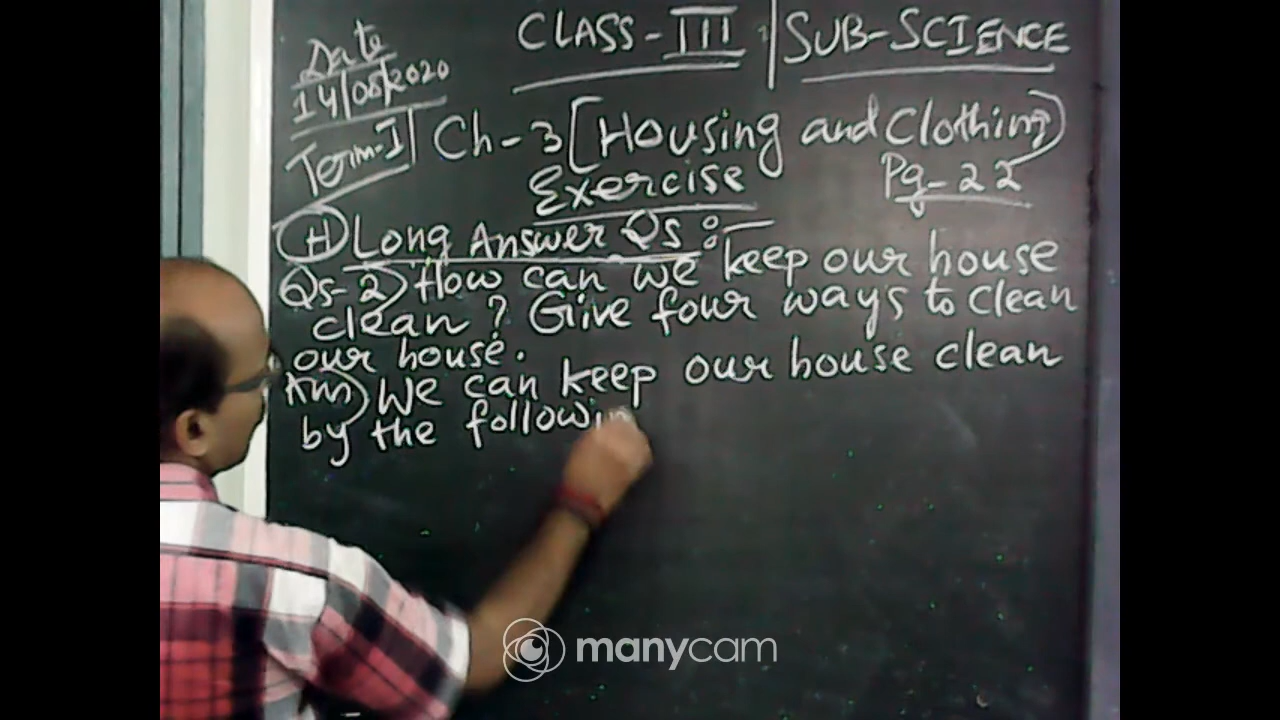 Date
14/08/2020
CLASS-III | SUB-SCIENCE
Term-I
Ch-3 [Housing and Clothing]
Exercise
Pg-22
(H) Long Answer Qs:-
Qs-2) How can we keep our house
clean? Give four ways to clean
our house.
Ans) We can keep our house clean
by the followin
manycam